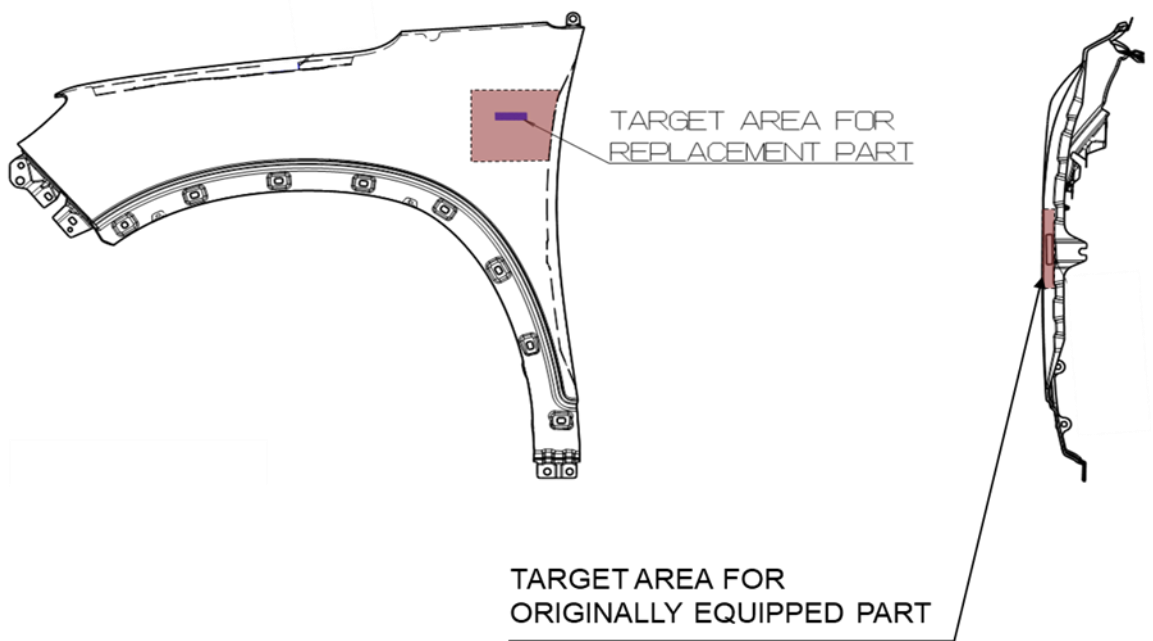 TARGET AREA FOR
REPLACEMENT PART
TARGET AREA FOR
ORIGINALLY EQUIPPED PART